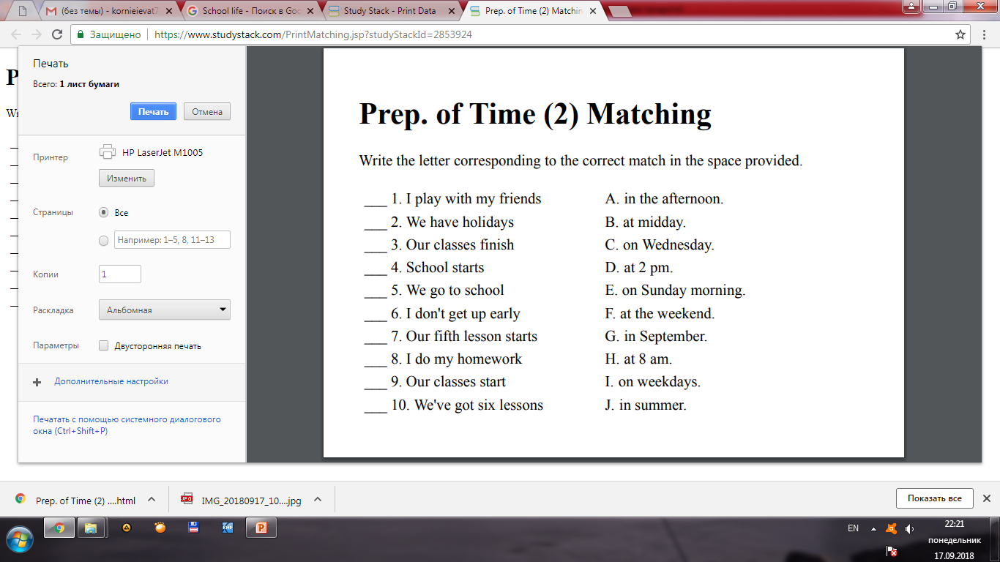 (без темы) - kornieievat7
School life - Поиск в Goo
Study Stack - Print Data
Prep. of Time (2) Matchin
Защищено
https://www.studystack.com/PrintMatching.jsp?studyStackId=2853924
Печать
Всего: 1 лист бумаги
Печать Отмена
Принтер HP LaserJet M1005
Изменить
Страницы Все
Например: 1–5, 8, 11–13
Копии 1
Раскладка Альбомная
Параметры Двусторонняя печать
Дополнительные настройки
Печатать с помощью системного диалогового
окна (Ctrl+Shift+P)
Prep. of Time (2) Matching
Write the letter corresponding to the correct match in the space provided.
___ 1. I play with my friends A. in the afternoon.
___ 2. We have holidays B. at midday.
___ 3. Our classes finish C. on Wednesday.
___ 4. School starts D. at 2 pm.
___ 5. We go to school E. on Sunday morning.
___ 6. I don't get up early F. at the weekend.
___ 7. Our fifth lesson starts G. in September.
___ 8. I do my homework H. at 8 am.
___ 9. Our classes start I. on weekdays.
___ 10. We've got six lessons J. in summer.
Prep. of Time (2) ....html
IMG_20180917_10....jpg
Показать все
EN
22:21
понедельник
17.09.2018